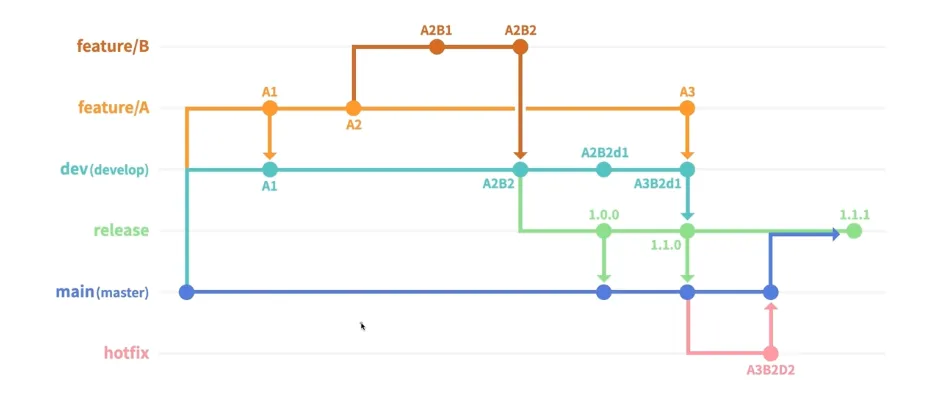 A2B1
A2B2
feature/B
A1
A3
feature/A
A2
A2B2d1
dev(develop)
A1
A2B2
A3B2d1
1.0.0
1.1.1
release
1.1.0
main(master)
hotfix
A3B2D2